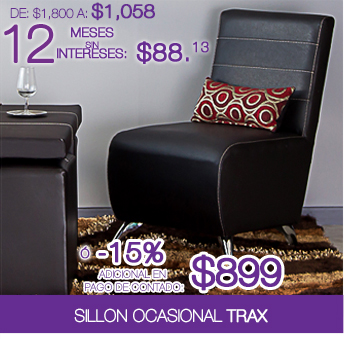 DE: $1,800 A: $1,058
12 MESES
SIN
INTERESES: $88.13
Ó -15%
ADICIONAL EN
PAGO DE CONTADO:
$899
SILLON OCASIONAL TRAX